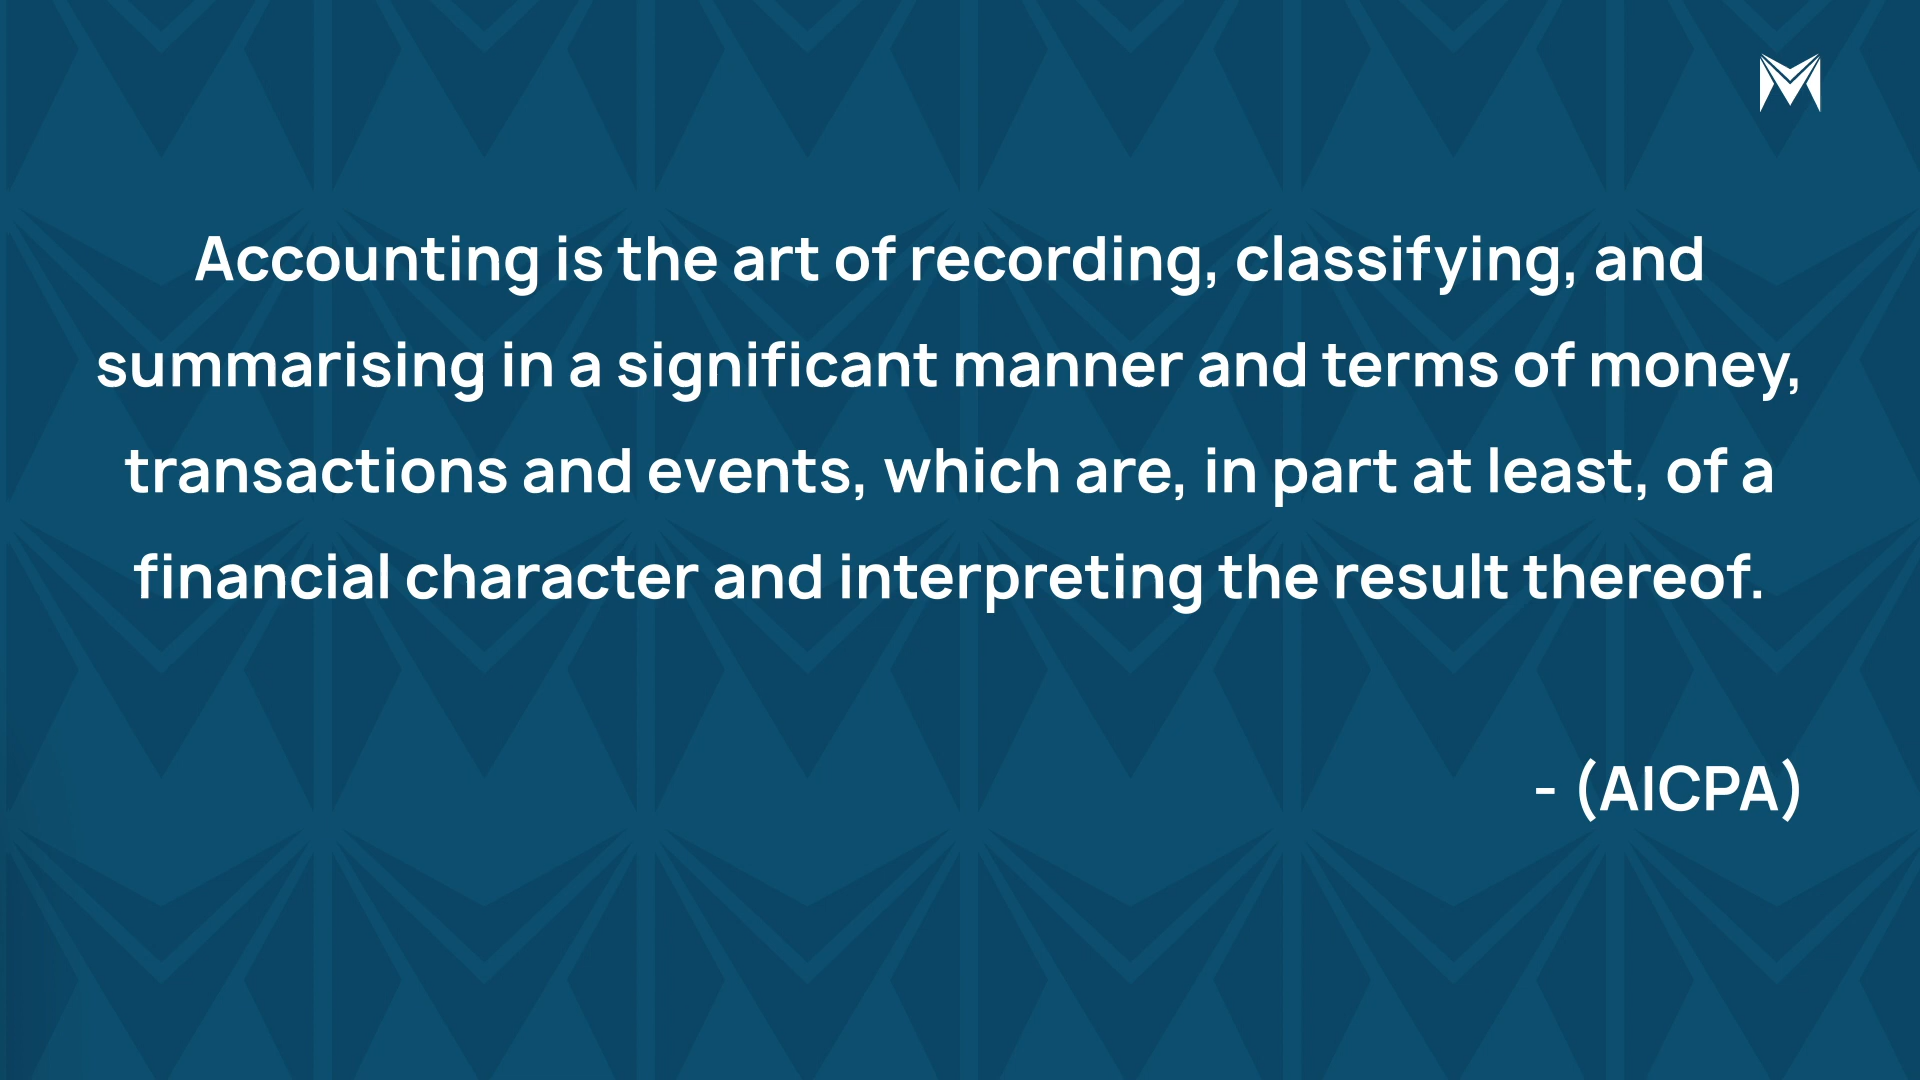 Accounting is the art of recording, classifying, and
summarising in a significant manner and terms of money,
transactions and events, which are, in part at least, of a
financial character and interpreting the result thereof.
- (AICPA)